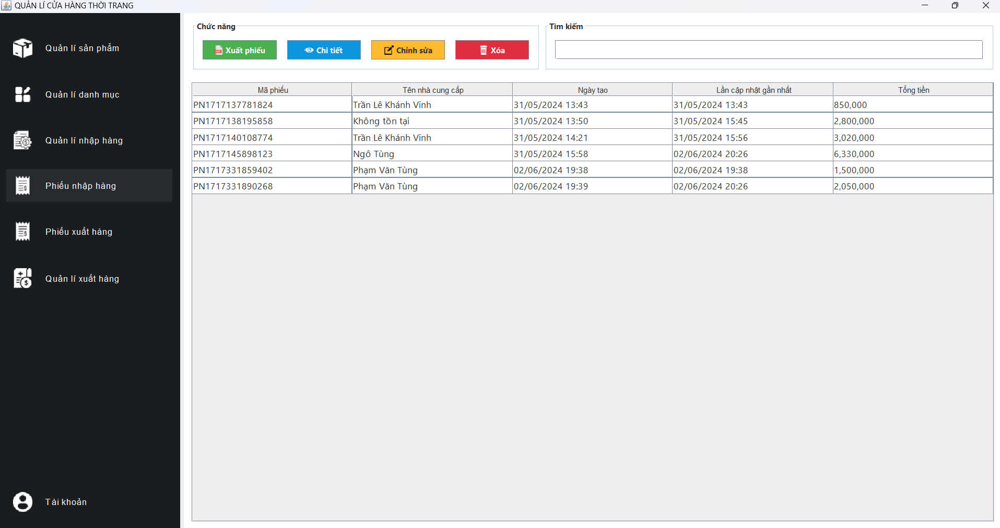 QUẢN LÍ CỬA HÀNG THỜI TRANG
Quản lí sản phẩm
Quản lí danh mục
Quản lí nhập hàng
Phiếu nhập hàng
Phiếu xuất hàng
Quản lí xuất hàng
Tài khoản
Chức năng
Xuất phiếu Chi tiết Chỉnh sửa Xóa
Tìm kiếm
Mã phiếu Tên nhà cung cấp Ngày tạo Lần cập nhật gần nhất Tổng tiền
PN1717137781824 Trần Lê Khánh Vinh 31/05/2024 13:43 31/05/2024 13:43 850,000
PN1717138195858 Không tồn tại 31/05/2024 13:50 31/05/2024 15:45 2,800,000
PN1717140108774 Trần Lê Khánh Vinh 31/05/2024 14:21 31/05/2024 15:56 3,020,000
PN1717145898123 Ngô Tùng 31/05/2024 15:58 02/06/2024 20:26 6,330,000
PN1717331859402 Phạm Văn Tùng 02/06/2024 19:38 02/06/2024 19:38 1,500,000
PN1717331890268 Phạm Văn Tùng 02/06/2024 19:39 02/06/2024 20:26 2,050,000